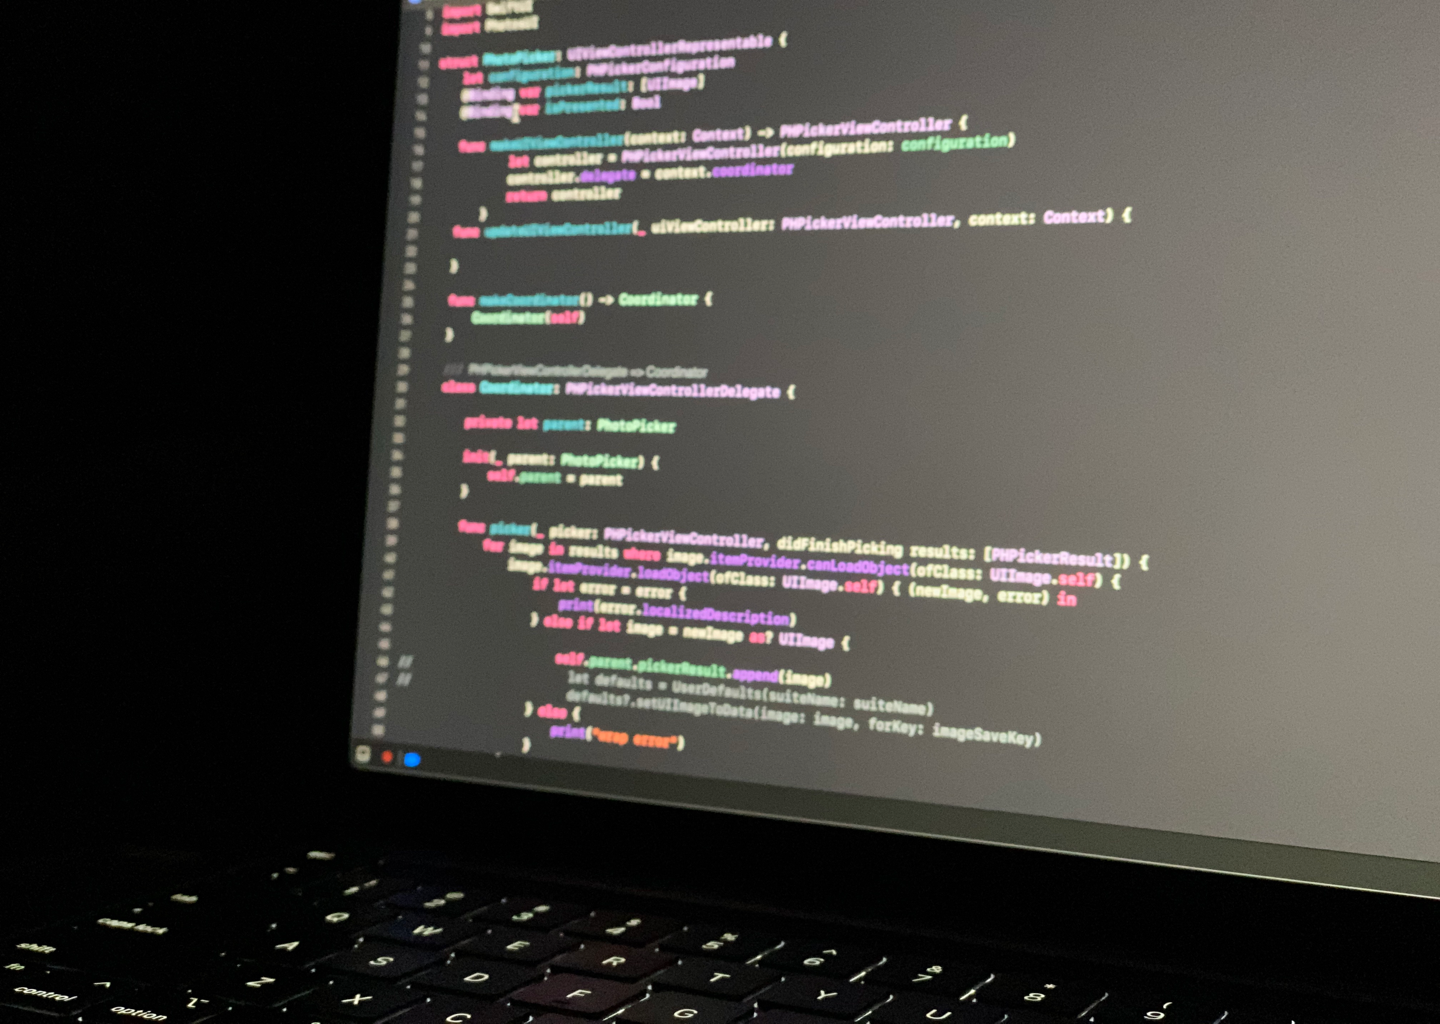 import SwiftUI
import PhotosUI
struct PhotoPicker: UIViewControllerRepresentable {
let configuration: PHPickerConfiguration
@Binding var pickerResult: [UIImage]
@Binding var isPresented: Bool
func makeUIViewController(context: Context) -> PHPickerViewController {
let controller = PHPickerViewController(configuration: configuration)
controller.delegate = context.coordinator
return controller
}
func updateUIViewController(_ uiViewController: PHPickerViewController, context: Context) {
}
func makeCoordinator() -> Coordinator {
Coordinator(self)
}
/// PHPickerViewControllerDelegate => Coordinator
class Coordinator: PHPickerViewControllerDelegate {
private let parent: PhotoPicker
init(_ parent: PhotoPicker) {
self.parent = parent
}
func picker(_ picker: PHPickerViewController, didFinishPicking results: [PHPickerResult]) {
for image in results where image.itemProvider.canLoadObject(ofClass: UIImage.self) {
image.itemProvider.loadObject(ofClass: UIImage.self) { (newImage, error) in
if let error = error {
print(error.localizedDescription)
} else if let image = newImage as? UIImage {
self.parent.pickerResult.append(image)
// let defaults = UserDefaults(suiteName: suiteName)
// defaults?.setUIImageToData(image: image, forKey: imageSaveKey)
} else {
print("wrap error")
}
@ # $ % ^ & * (
2 3 4 5 6 7 8 9
tab Q W E R T Y U
caps lock A S D F G
shift Z X C
fn
control option